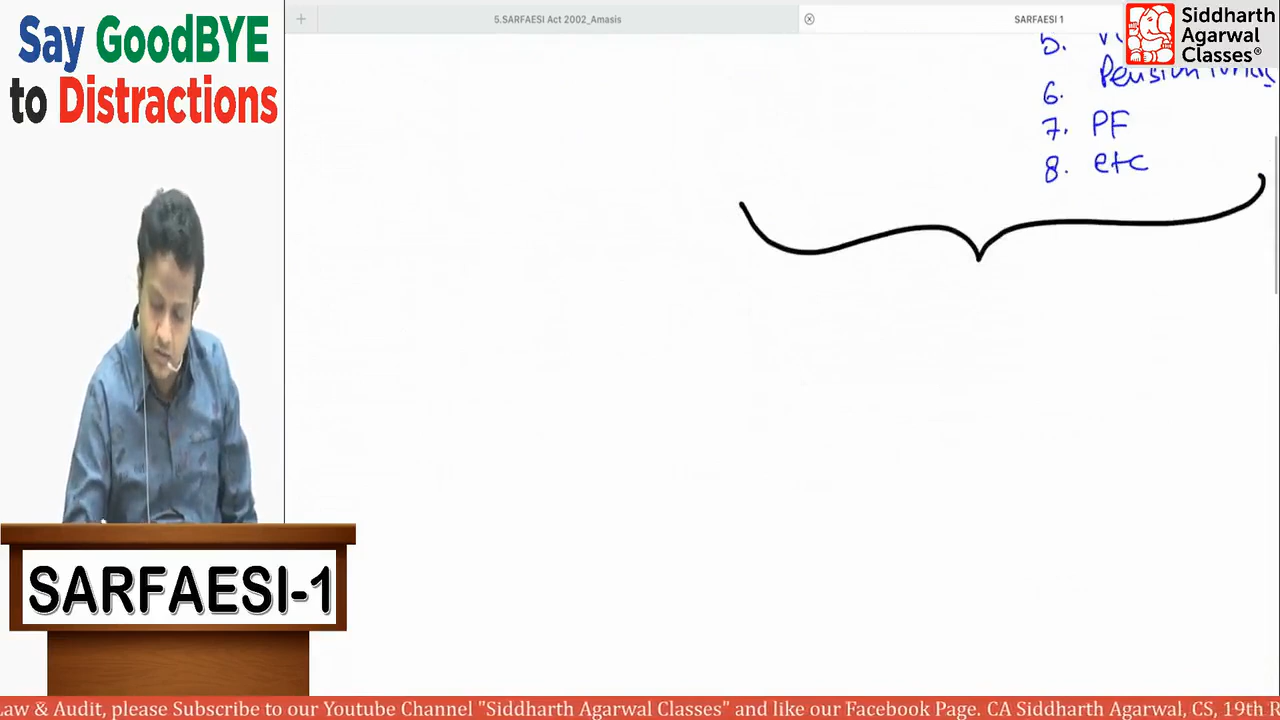 Say GoodBYE
to Distractions
5.SARFAESI Act 2002_Amasis
SARFAESI 1
Siddharth
Agarwal
Classes®
5.
6. Pension funds
7. PF
8. etc
SARFAESI-1
Law & Audit, please Subscribe to our Youtube Channel "Siddharth Agarwal Classes" and like our Facebook Page. CA Siddharth Agarwal, CS, 19th R